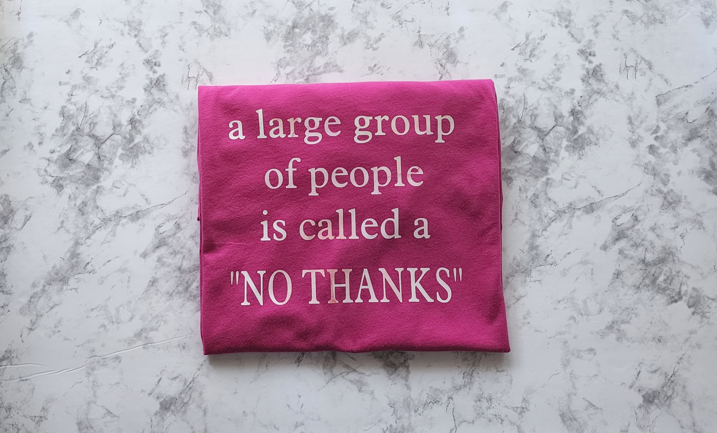 a large group
of people
is called a
"NO THANKS"